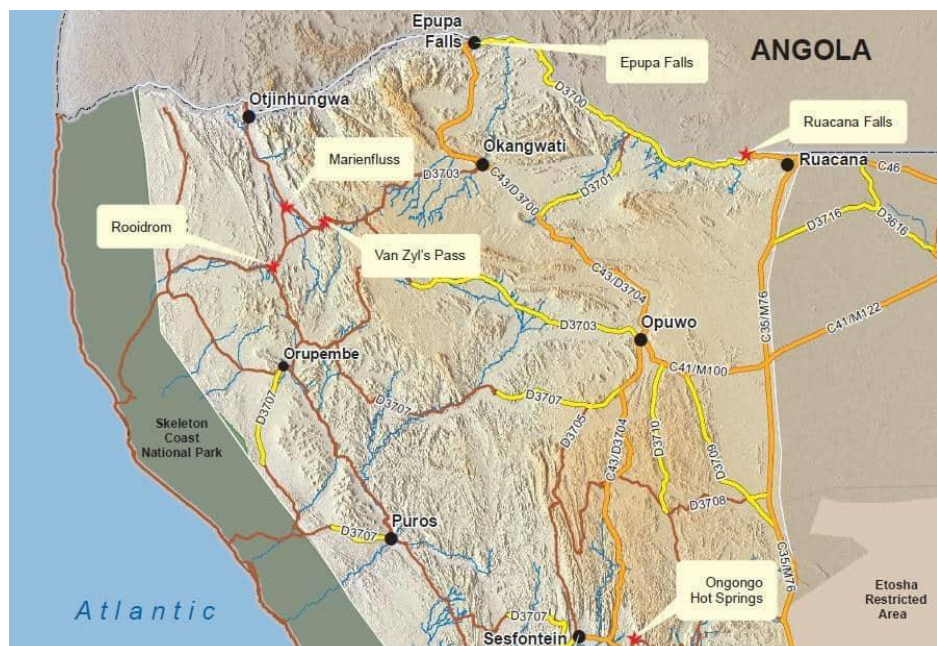 Epupa
Falls
Epupa Falls
ANGOLA
D3700
Otjinhungwa
Ruacana Falls
Marienfluss
Okangwati
Ruacana
C46
D3703
C43/D3700
D3701
D3716
D3616
Rooidrom
Van Zyl's Pass
C43/D3704
C35/M76
C41/M122
D3703
Opuwo
Orupembe
C41/M100
D3707
D3707
D3707
D3705
C43/D3704
D3710
D3709
Skeleton
Coast
National Park
D3708
Puros
D3707
C35/M76
Ongongo
Hot Springs
Etosha
Restricted
Area
Atlantic
D3707
Sesfontein